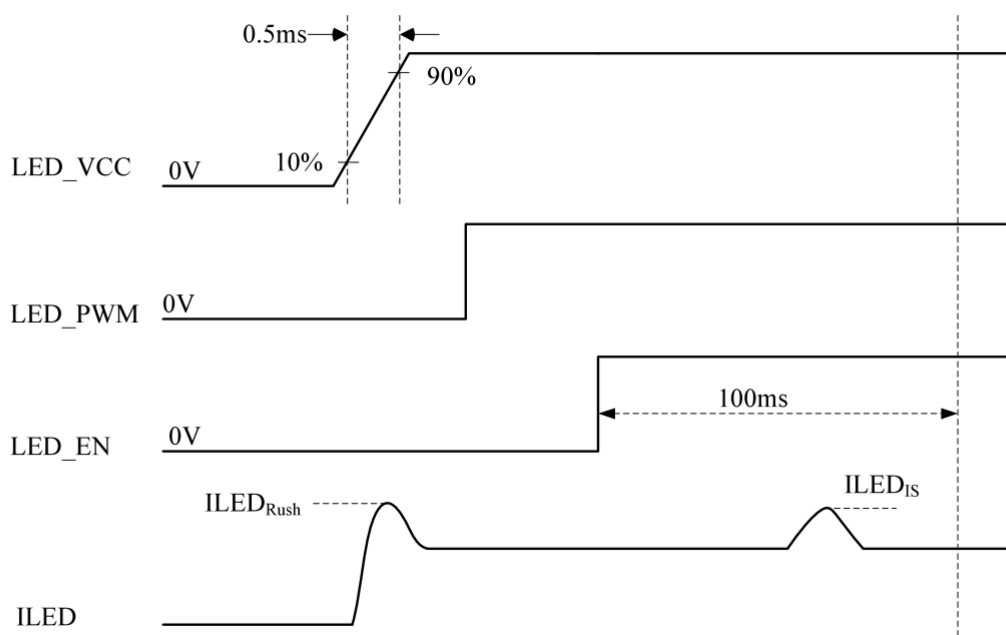 0.5ms
90%
10%
LED_VCC
0V
LED_PWM
0V
100ms
LED_EN
0V
ILED_Rush
ILED_IS
ILED